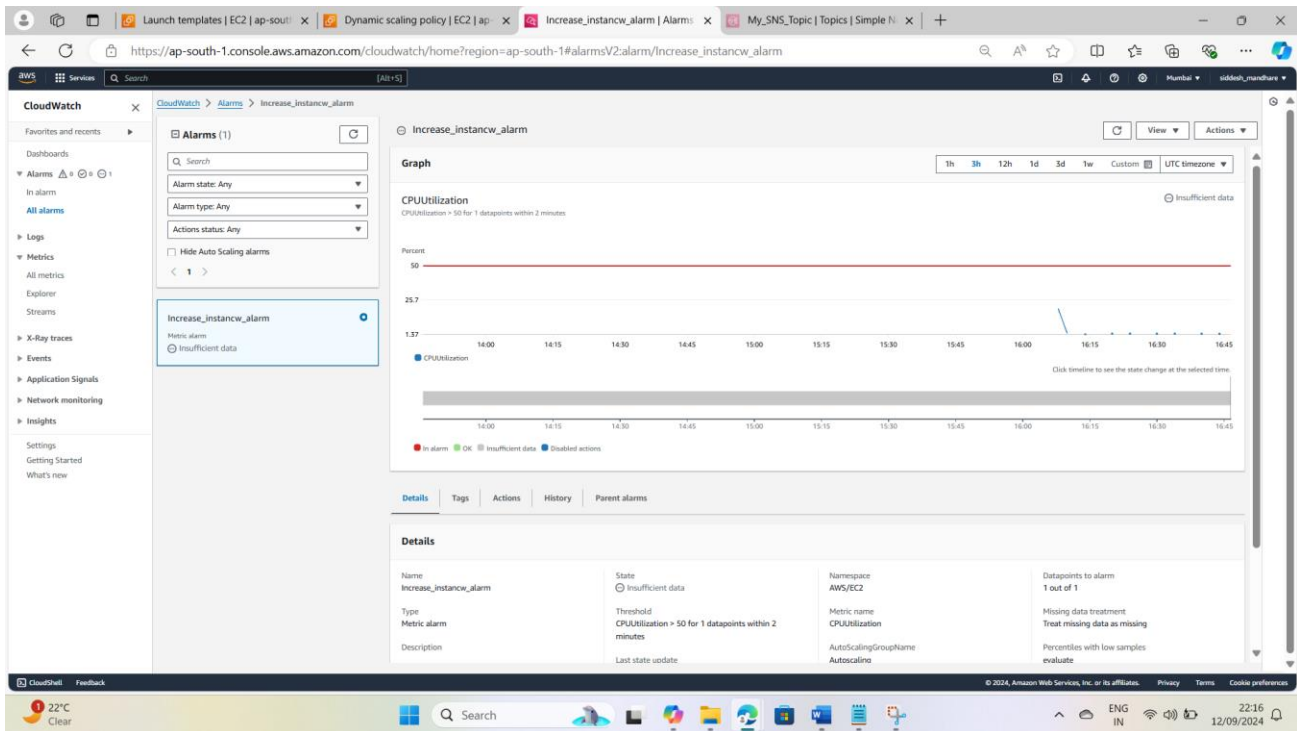 Launch templates | EC2 | ap-sout
Dynamic scaling policy | EC2 | ap-
Increase_instancw_alarm | Alarms
My_SNS_Topic | Topics | Simple N
https://ap-south-1.console.aws.amazon.com/cloudwatch/home?region=ap-south-1#alarmsV2:alarm/Increase_instancw_alarm
aws
Services
Search
[Alt+S]
Mumbai
siddesh_mandhare
CloudWatch
Favorites and recents
Dashboards
Alarms 0 0 1
In alarm
All alarms
Logs
Metrics
All metrics
Explorer
Streams
X-Ray traces
Events
Application Signals
Network monitoring
Insights
Settings
Getting Started
What's new
CloudWatch > Alarms > Increase_instancw_alarm
Alarms (1)
Search
Alarm state: Any
Alarm type: Any
Actions status: Any
Hide Auto Scaling alarms
< 1 >
Increase_instancw_alarm
Metric alarm
Insufficient data
Increase_instancw_alarm
View
Actions
Graph
1h 3h 12h 1d 3d 1w Custom
UTC timezone
CPUUtilization
Insufficient data
CPUUtilization > 50 for 1 datapoints within 2 minutes
Percent
50
25.7
1.37
14:00 14:15 14:30 14:45 15:00 15:15 15:30 15:45 16:00 16:15 16:30 16:45
CPUUtilization
Click timeline to see the state change at the selected time.
14:00 14:15 14:30 14:45 15:00 15:15 15:30 15:45 16:00 16:15 16:30 16:45
In alarm OK Insufficient data Disabled actions
Details Tags Actions History Parent alarms
Details
Name
Increase_instancw_alarm
Type
Metric alarm
Description
State
Insufficient data
Threshold
CPUUtilization > 50 for 1 datapoints within 2
minutes
Last state update
Namespace
AWS/EC2
Metric name
CPUUtilization
AutoScalingGroupName
Autoscaling
Datapoints to alarm
1 out of 1
Missing data treatment
Treat missing data as missing
Percentiles with low samples
evaluate
CloudShell Feedback
© 2024, Amazon Web Services, Inc. or its affiliates. Privacy Terms Cookie preferences
1
22°C
Clear
Search
ENG
IN
22:16
12/09/2024